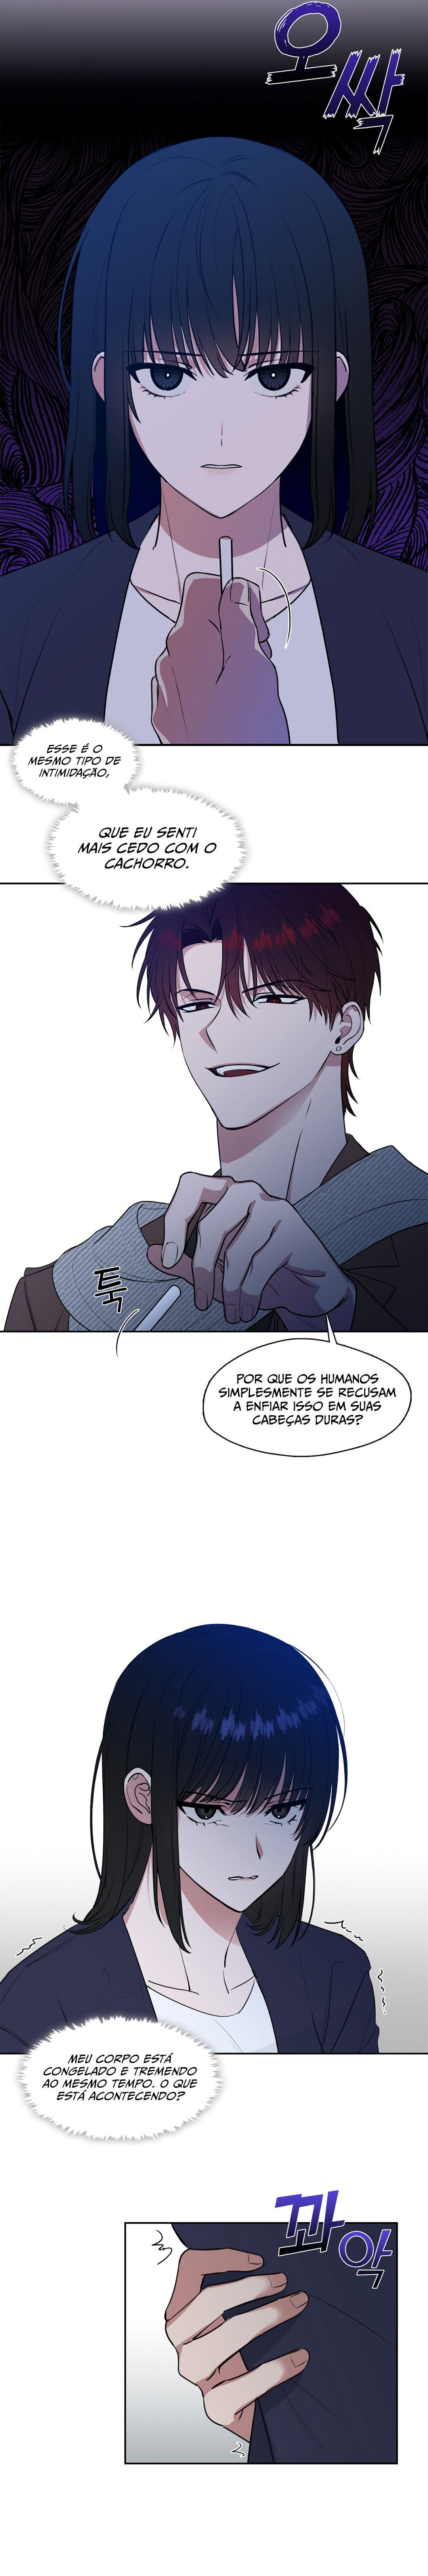 오싹
ESSE É O
MESMO TIPO DE
INTIMIDAÇÃO,
QUE EU SENTI
MAIS CEDO COM O
CACHORRO.
툭
POR QUE OS HUMANOS
SIMPLESMENTE SE RECUSAM
A ENFIAR ISSO EM SUAS
CABEÇAS DURAS?
MEU CORPO ESTÁ
CONGELADO E TREMENDO
AO MESMO TEMPO. O QUE
ESTÁ ACONTECENDO?
꽈악